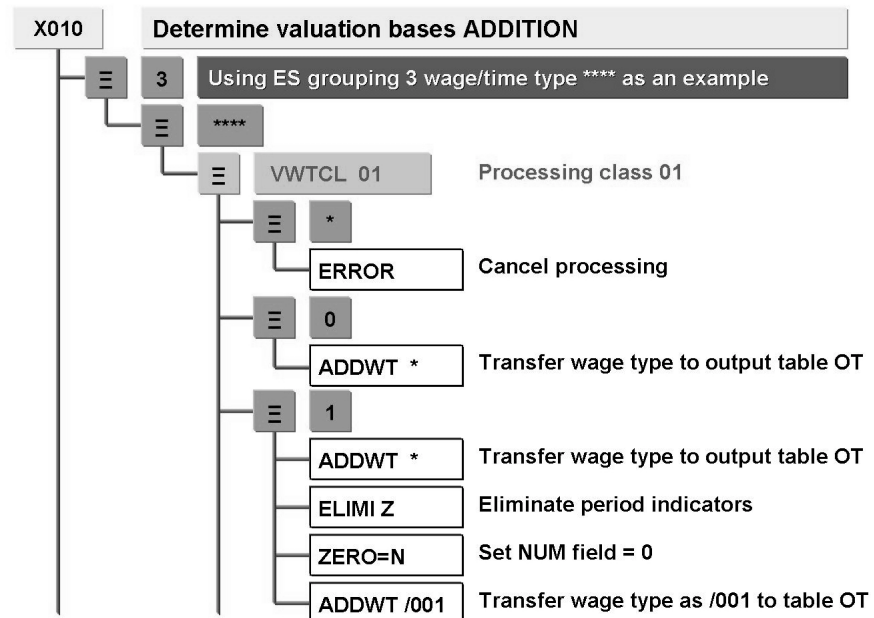 X010 Determine valuation bases ADDITION
3 Using ES grouping 3 wage/time type **** as an example
****
VWTCL 01 Processing class 01
*
ERROR Cancel processing
0
ADDWT * Transfer wage type to output table OT
1
ADDWT * Transfer wage type to output table OT
ELIMI Z Eliminate period indicators
ZERO=N Set NUM field = 0
ADDWT /001 Transfer wage type as /001 to table OT